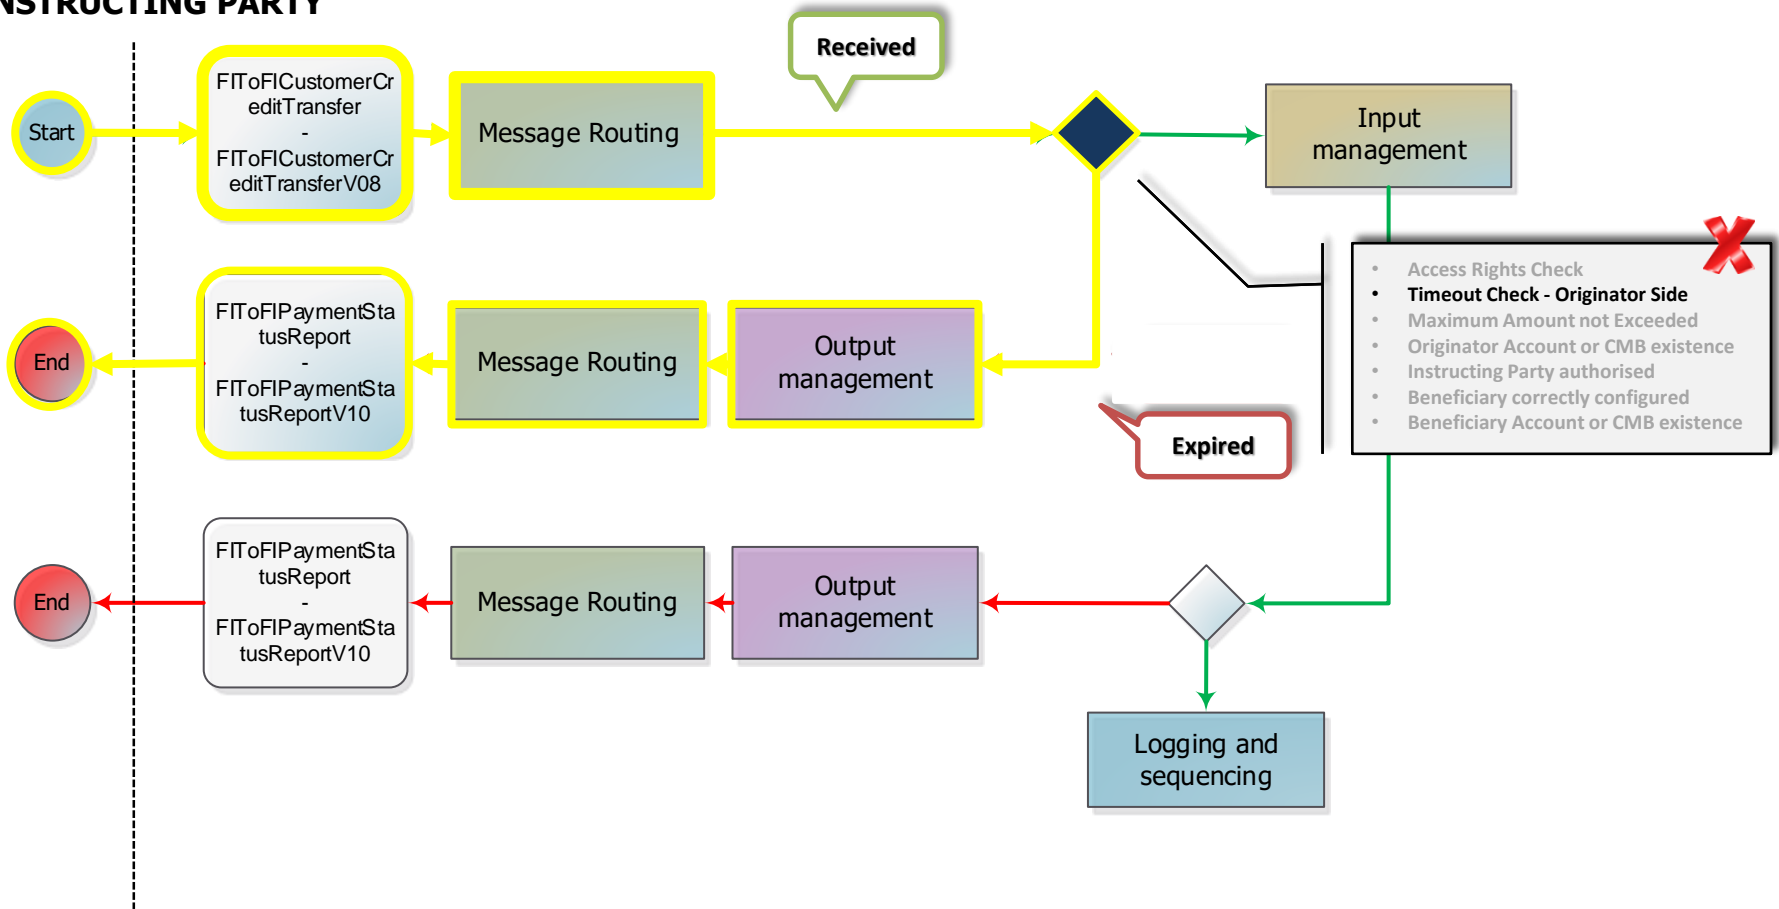 NSTRUCTING PARTY
Received
Start
FIToFICustomerCr
editTransfer
-
FIToFICustomerCr
editTransferV08
Message Routing
Input
management
• Access Rights Check
• Timeout Check - Originator Side
• Maximum Amount not Exceeded
• Originator Account or CMB existence
• Instructing Party authorised
• Beneficiary correctly configured
• Beneficiary Account or CMB existence
End
FIToFIPaymentSta
tusReport
-
FIToFIPaymentSta
tusReportV10
Message Routing
Output
management
Expired
End
FIToFIPaymentSta
tusReport
-
FIToFIPaymentSta
tusReportV10
Message Routing
Output
management
Logging and
sequencing